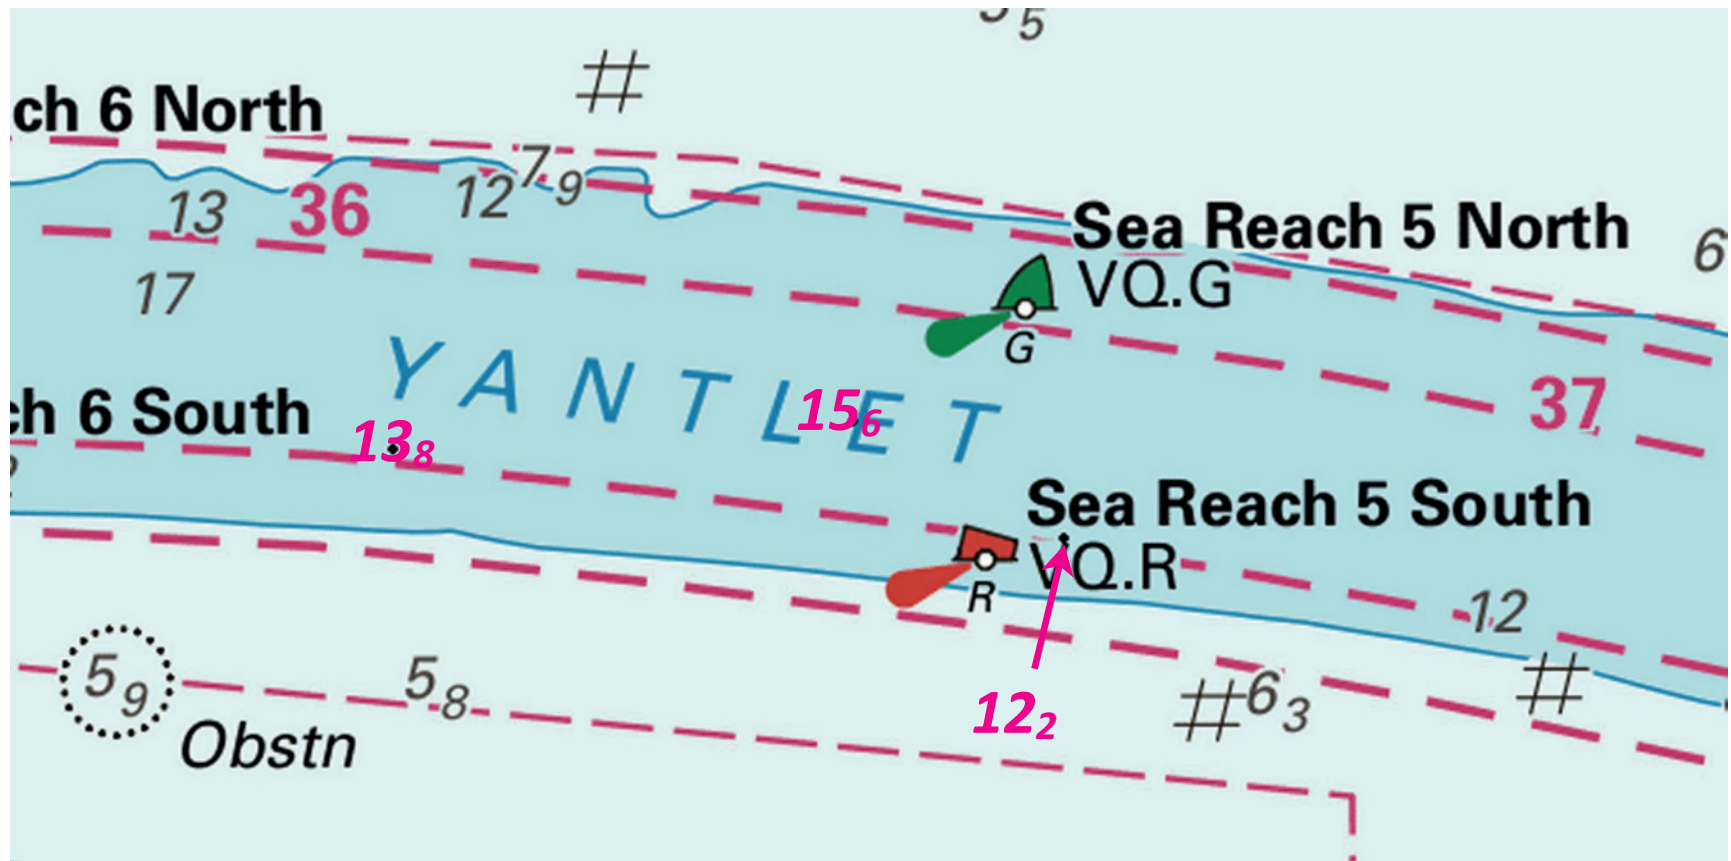 5
ch 6 North
7
12
9
13
36
Sea Reach 5 North
6
VQ.G
17
G
YANTLET
15₆
37
ch 6 South
13₈
Sea Reach 5 South
VQ.R
R
12
12₂
5₉
5₈
6₃
Obstn